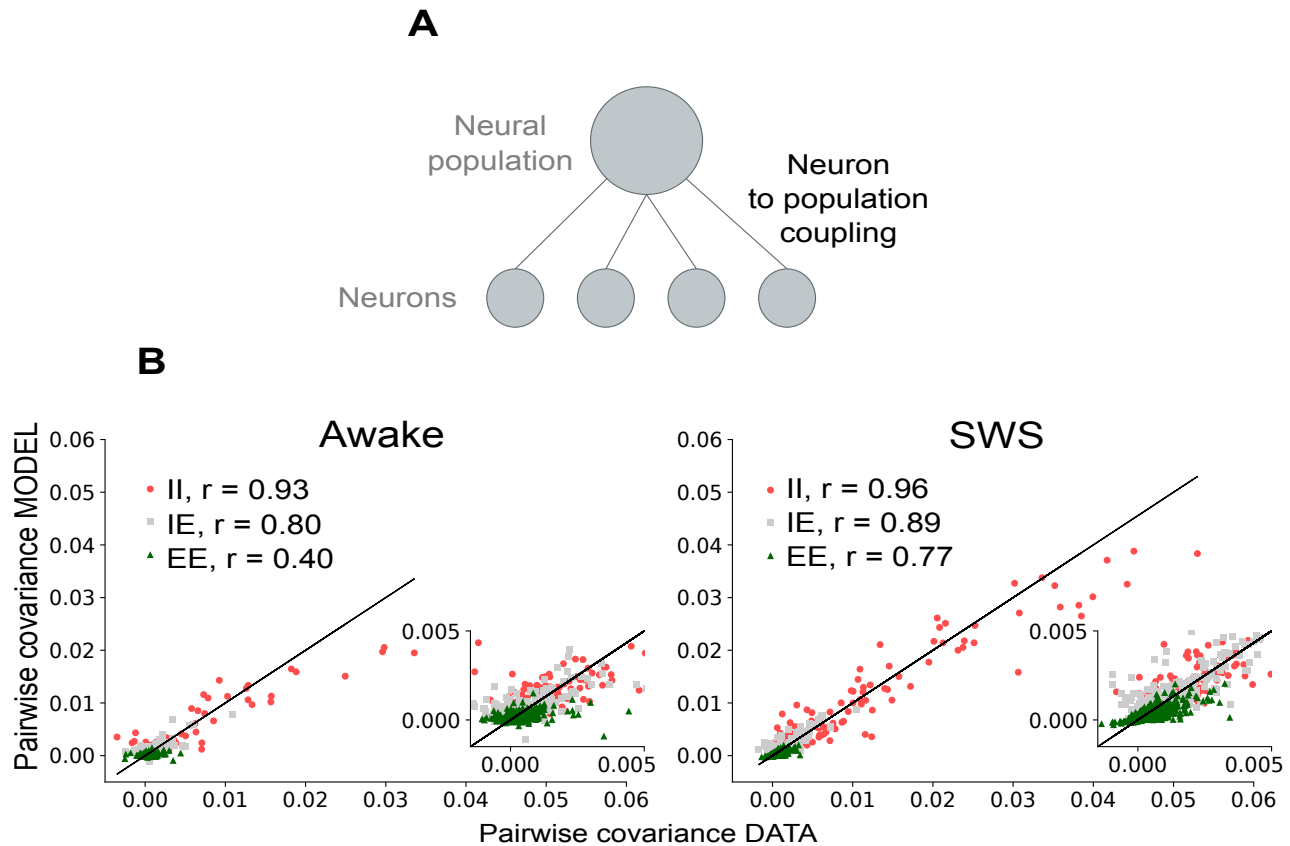 A
Neural
population
Neuron
to population
coupling
Neurons
B
Awake
SWS
Pairwise covariance MODEL
0.06
0.05
0.04
0.03
0.02
0.01
0.00
II, r = 0.93
IE, r = 0.80
EE, r = 0.40
0.005
0.000
0.000
0.005
0.00
0.01
0.02
0.03
0.04
0.05
0.06
0.06
0.05
0.04
0.03
0.02
0.01
0.00
II, r = 0.96
IE, r = 0.89
EE, r = 0.77
0.005
0.000
0.000
0.005
0.00
0.01
0.02
0.03
0.04
0.05
0.06
Pairwise covariance DATA